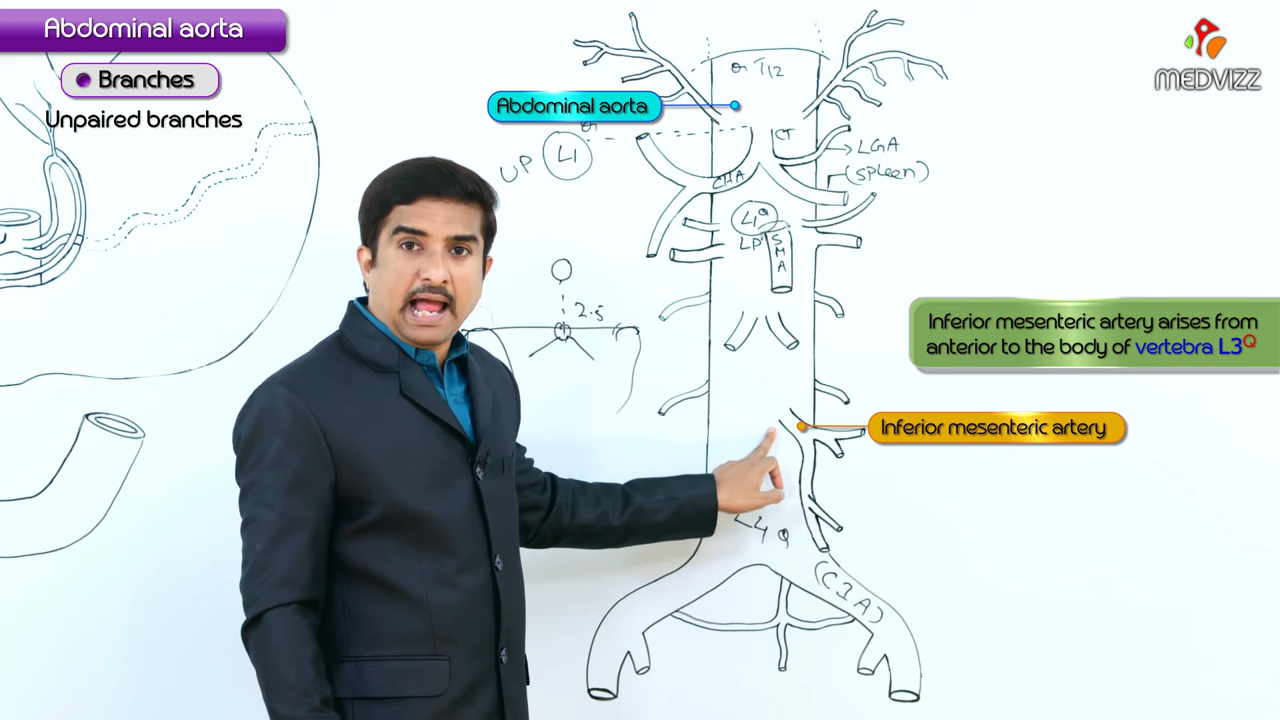 Abdominal aorta
Branches
Unpaired branches
MEDVIZZ
T12
Abdominal aorta
UP L1
CT
LGA
(Spleen)
CHA
L1 Q
LP
SMA
2.5
Inferior mesenteric artery arises from
anterior to the body of vertebra L3 Q
Inferior mesenteric artery
L4 Q
(CIA)